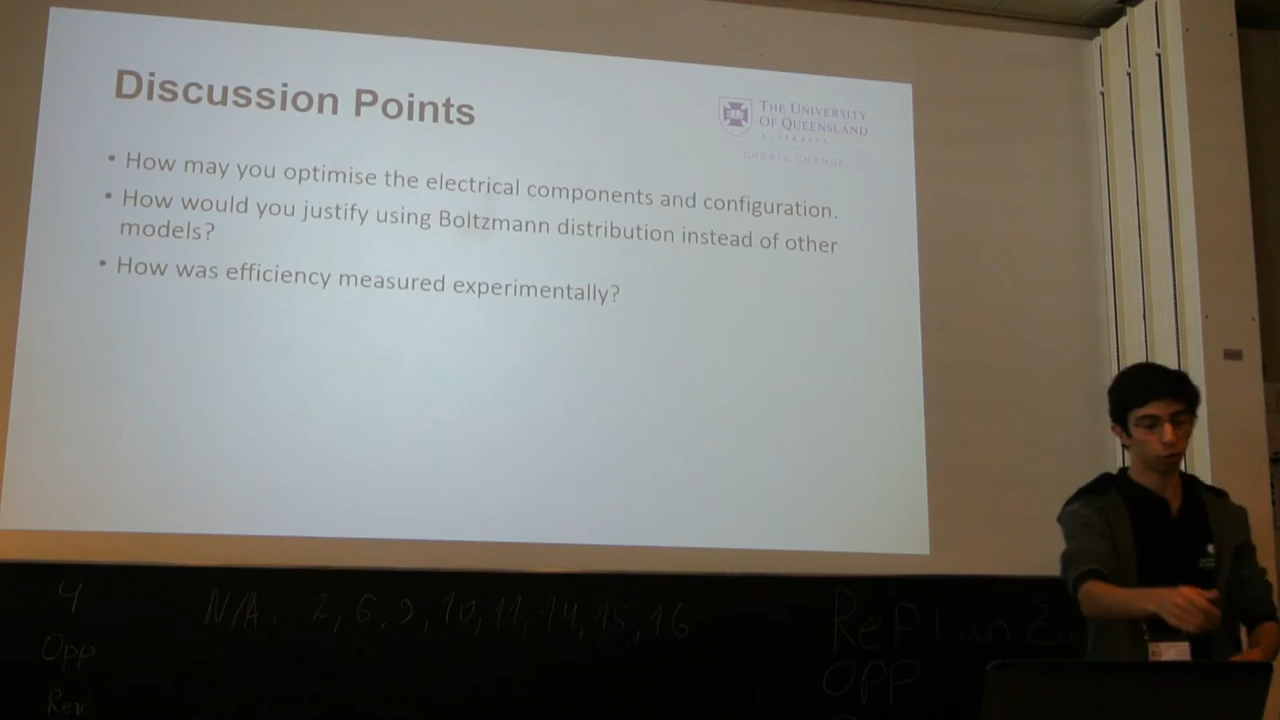 Discussion Points
THE UNIVERSITY
OF QUEENSLAND
AUSTRALIA
CREATE CHANGE
• How may you optimise the electrical components and configuration.
• How would you justify using Boltzmann distribution instead of other
models?
• How was efficiency measured experimentally?
4
N/A. 2, 6, 9, 10, 11, 14, 15, 16
Opp
Rev
Rep
Opp